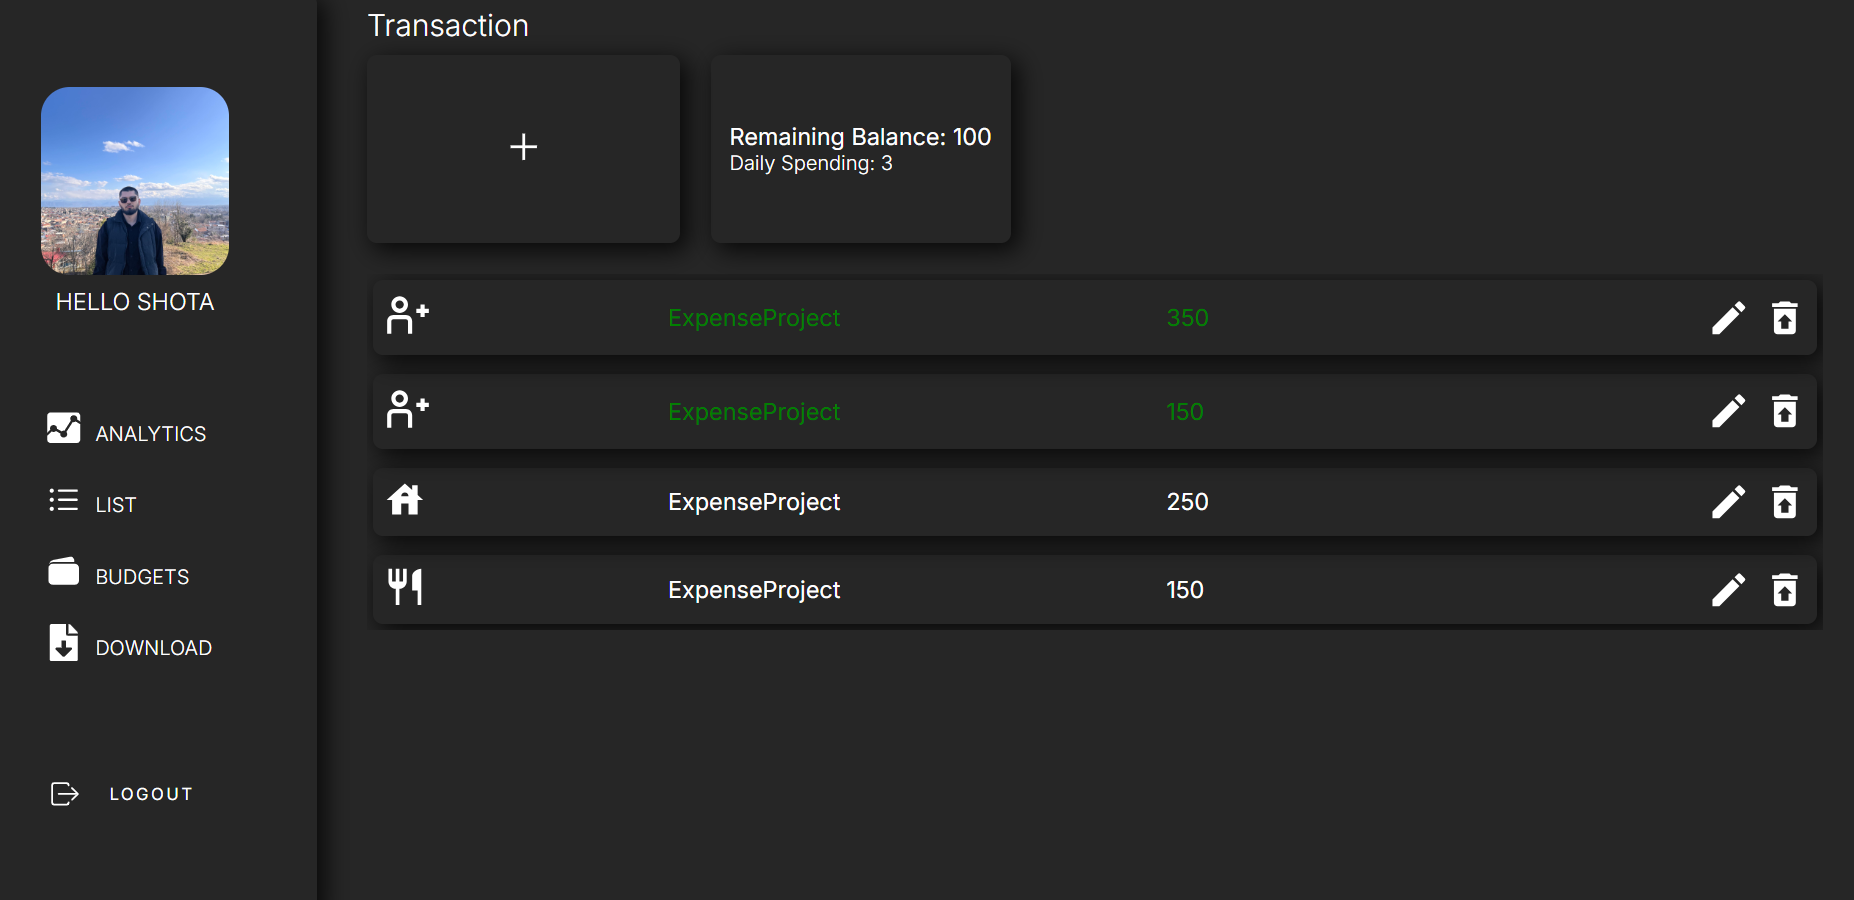 Transaction
Remaining Balance: 100
Daily Spending: 3
HELLO SHOTA
ANALYTICS
LIST
BUDGETS
DOWNLOAD
LOGOUT
ExpenseProject 350
ExpenseProject 150
ExpenseProject 250
ExpenseProject 150